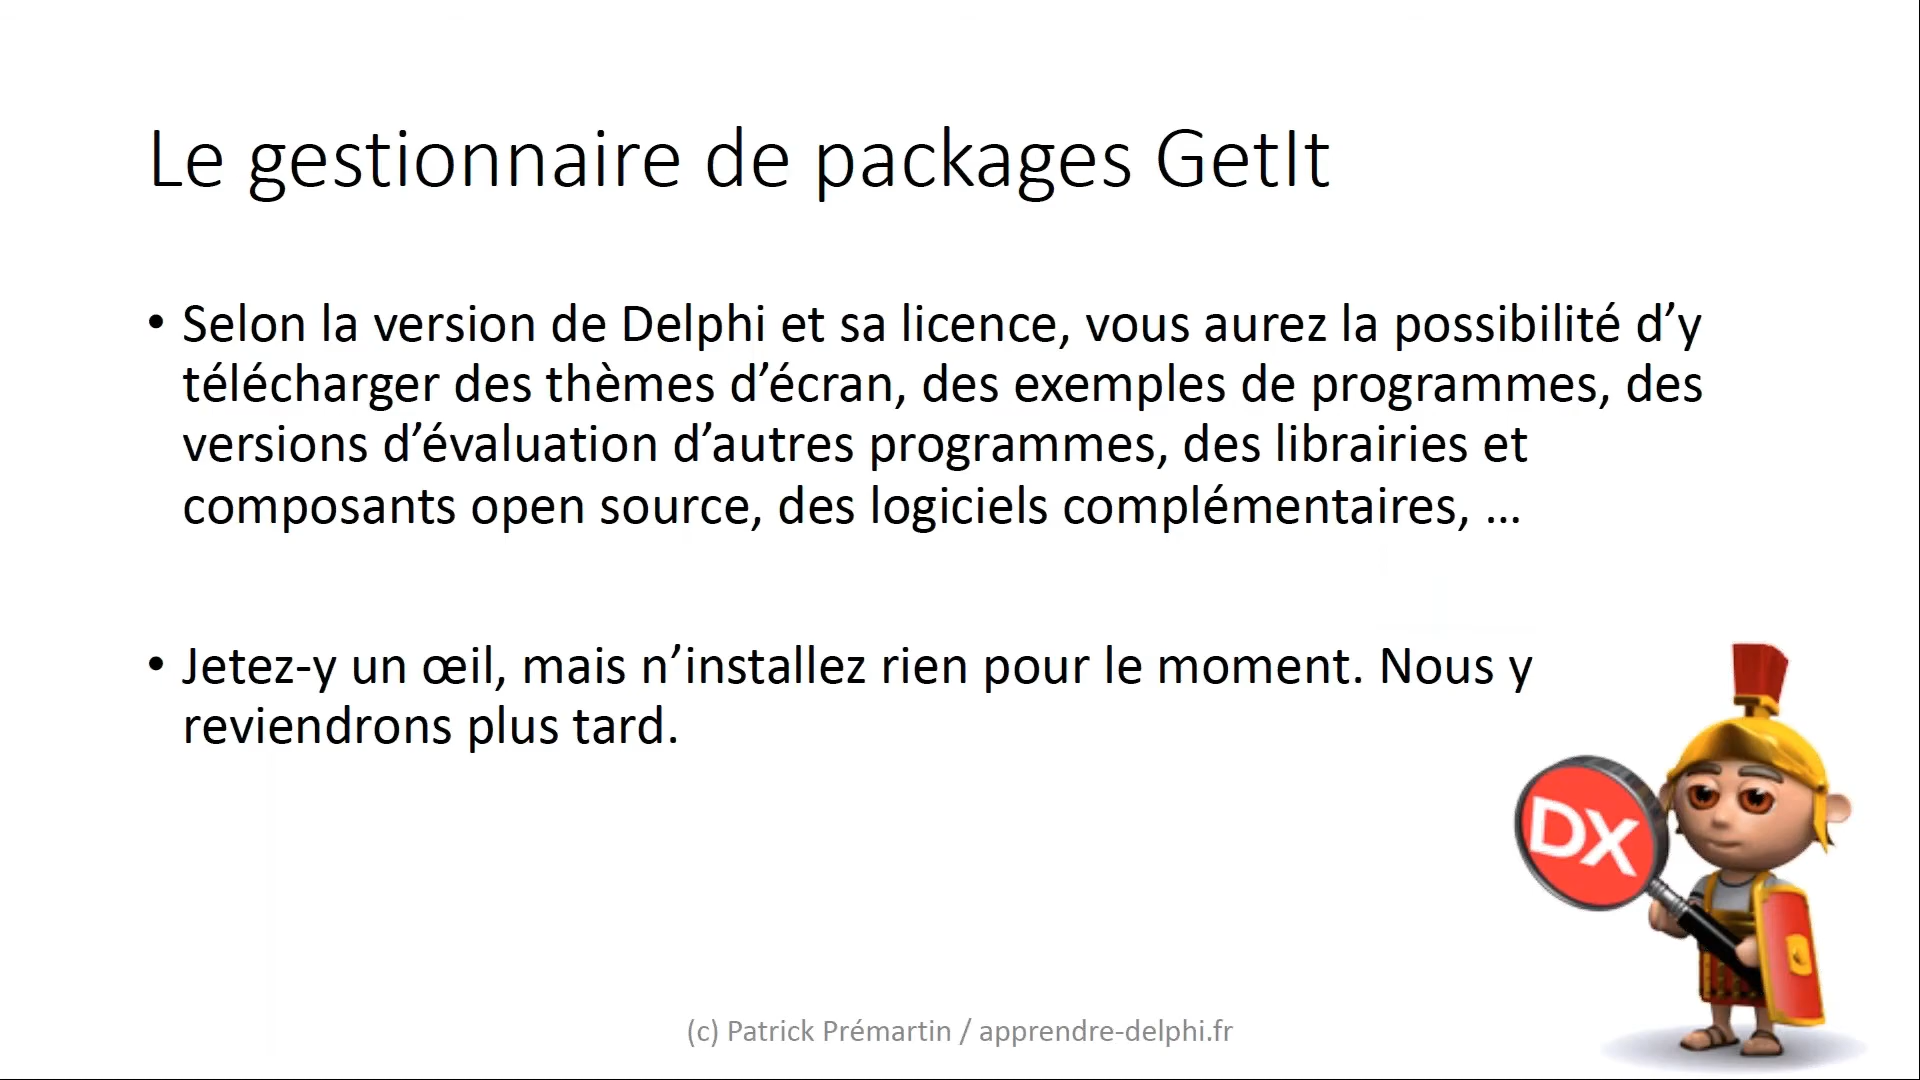 Le gestionnaire de packages GetIt
• Selon la version de Delphi et sa licence, vous aurez la possibilité d’y
télécharger des thèmes d’écran, des exemples de programmes, des
versions d’évaluation d’autres programmes, des librairies et
composants open source, des logiciels complémentaires, …
• Jetez-y un œil, mais n’installez rien pour le moment. Nous y
reviendrons plus tard.
DX
(c) Patrick Prémartin / apprendre-delphi.fr